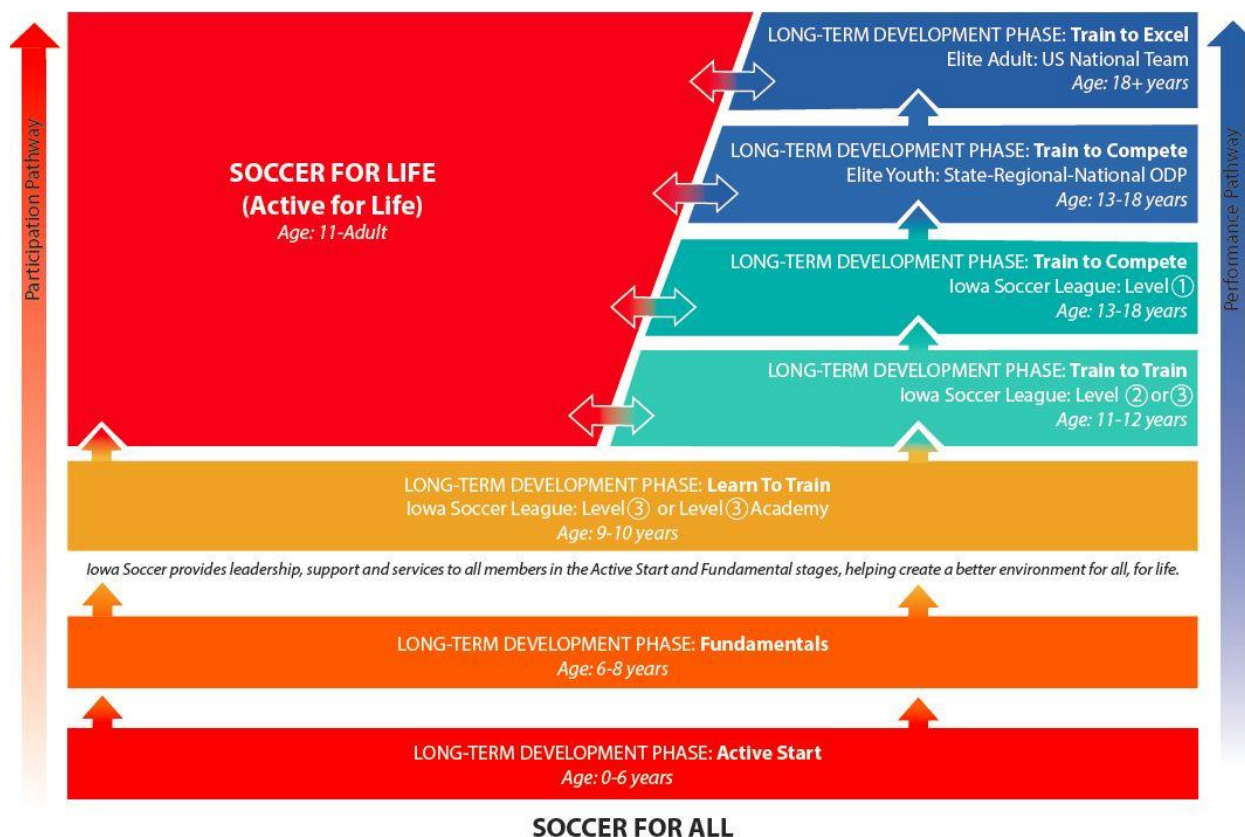 Participation Pathway
SOCCER FOR LIFE
(Active for Life)
Age: 11-Adult
LONG-TERM DEVELOPMENT PHASE: Train to Excel
Elite Adult: US National Team
Age: 18+ years
LONG-TERM DEVELOPMENT PHASE: Train to Compete
Elite Youth: State-Regional-National ODP
Age: 13-18 years
LONG-TERM DEVELOPMENT PHASE: Train to Compete
Iowa Soccer League: Level ①
Age: 13-18 years
LONG-TERM DEVELOPMENT PHASE: Train to Train
Iowa Soccer League: Level ② or ③
Age: 11-12 years
Performance Pathway
LONG-TERM DEVELOPMENT PHASE: Learn To Train
Iowa Soccer League: Level ③ or Level ③ Academy
Age: 9-10 years
Iowa Soccer provides leadership, support and services to all members in the Active Start and Fundamental stages, helping create a better environment for all, for life.
LONG-TERM DEVELOPMENT PHASE: Fundamentals
Age: 6-8 years
LONG-TERM DEVELOPMENT PHASE: Active Start
Age: 0-6 years
SOCCER FOR ALL